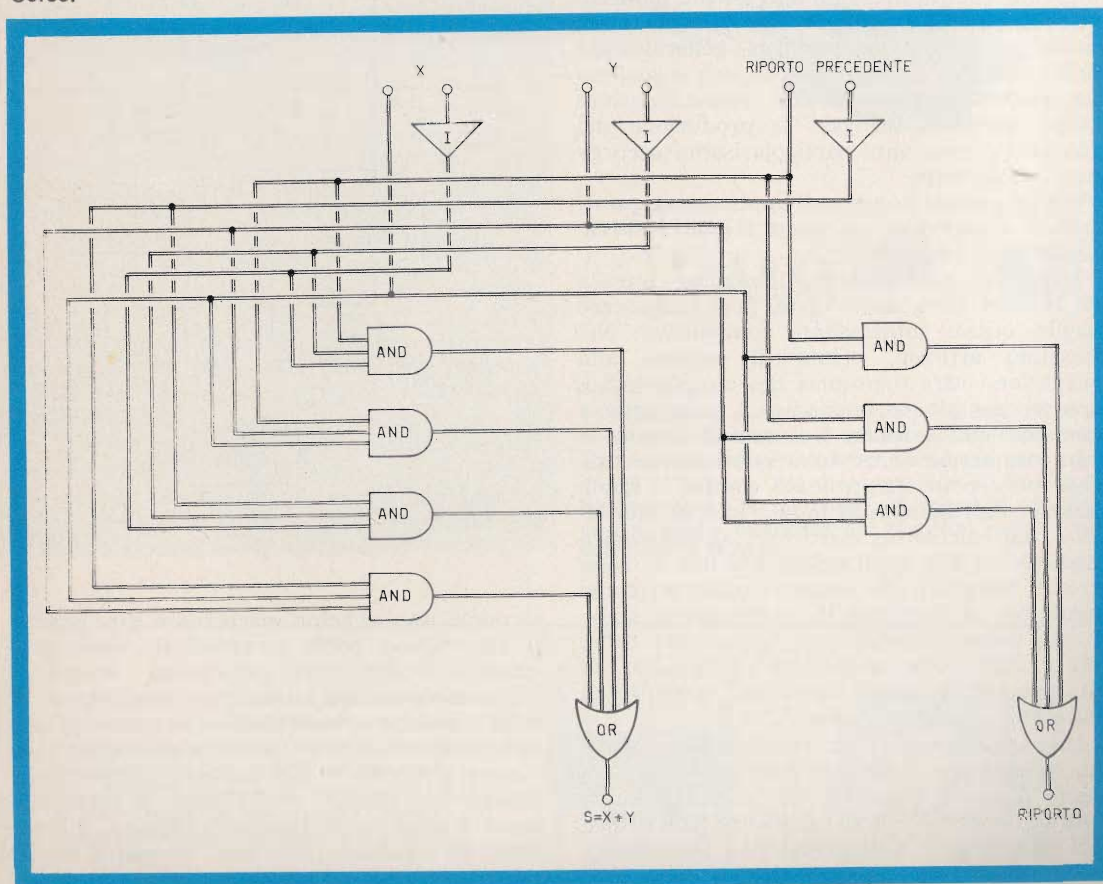 X Y RIPORTO PRECEDENTE
I I I
AND AND
AND AND
AND AND
AND
OR OR
S=X+Y RIPORTO